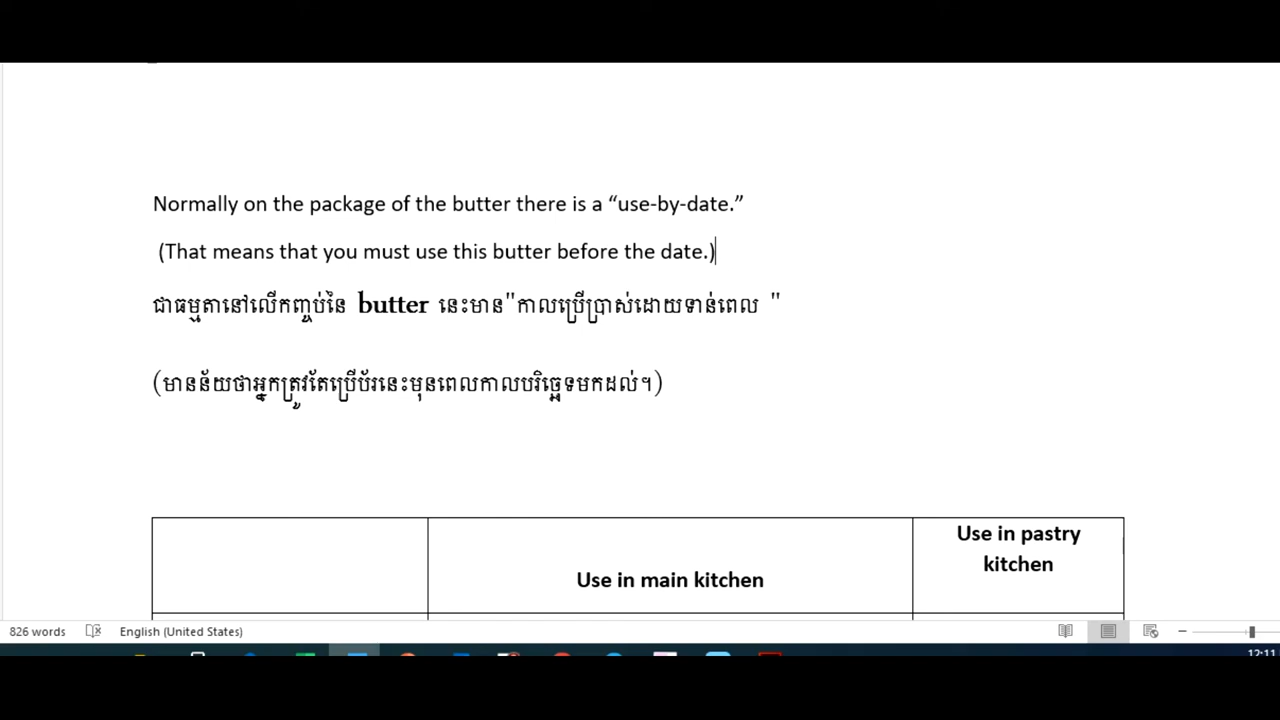 Normally on the package of the butter there is a “use-by-date.”
(That means that you must use this butter before the date.)
ជាធម្មតានៅលើកញ្ចប់នៃ butter នេះមាន"កាលប្រើប្រាស់ដោយទាន់ពេល "
(មានន័យថាអ្នកត្រូវតែប្រើប័រនេះមុនពេលកាលបរិច្ឆេទមកដល់។)
Use in main kitchen
Use in pastry
kitchen
826 words
English (United States)
12:11